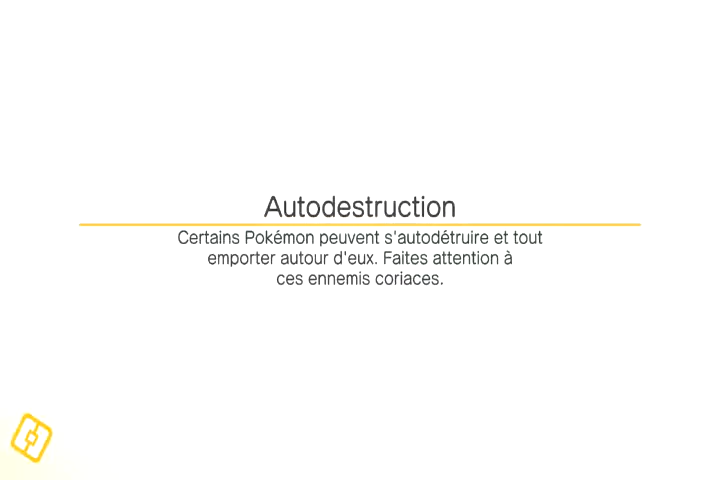 Autodestruction
Certains Pokémon peuvent s'autodétruire et tout
emporter autour d'eux. Faites attention à
ces ennemis coriaces.